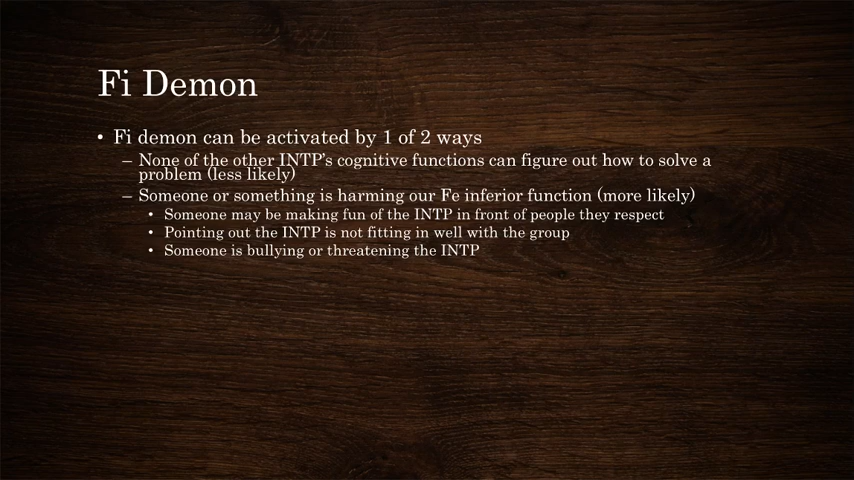 Fi Demon
• Fi demon can be activated by 1 of 2 ways
– None of the other INTP's cognitive functions can figure out how to solve a
problem (less likely)
– Someone or something is harming our Fe inferior function (more likely)
• Someone may be making fun of the INTP in front of people they respect
• Pointing out the INTP is not fitting in well with the group
• Someone is bullying or threatening the INTP